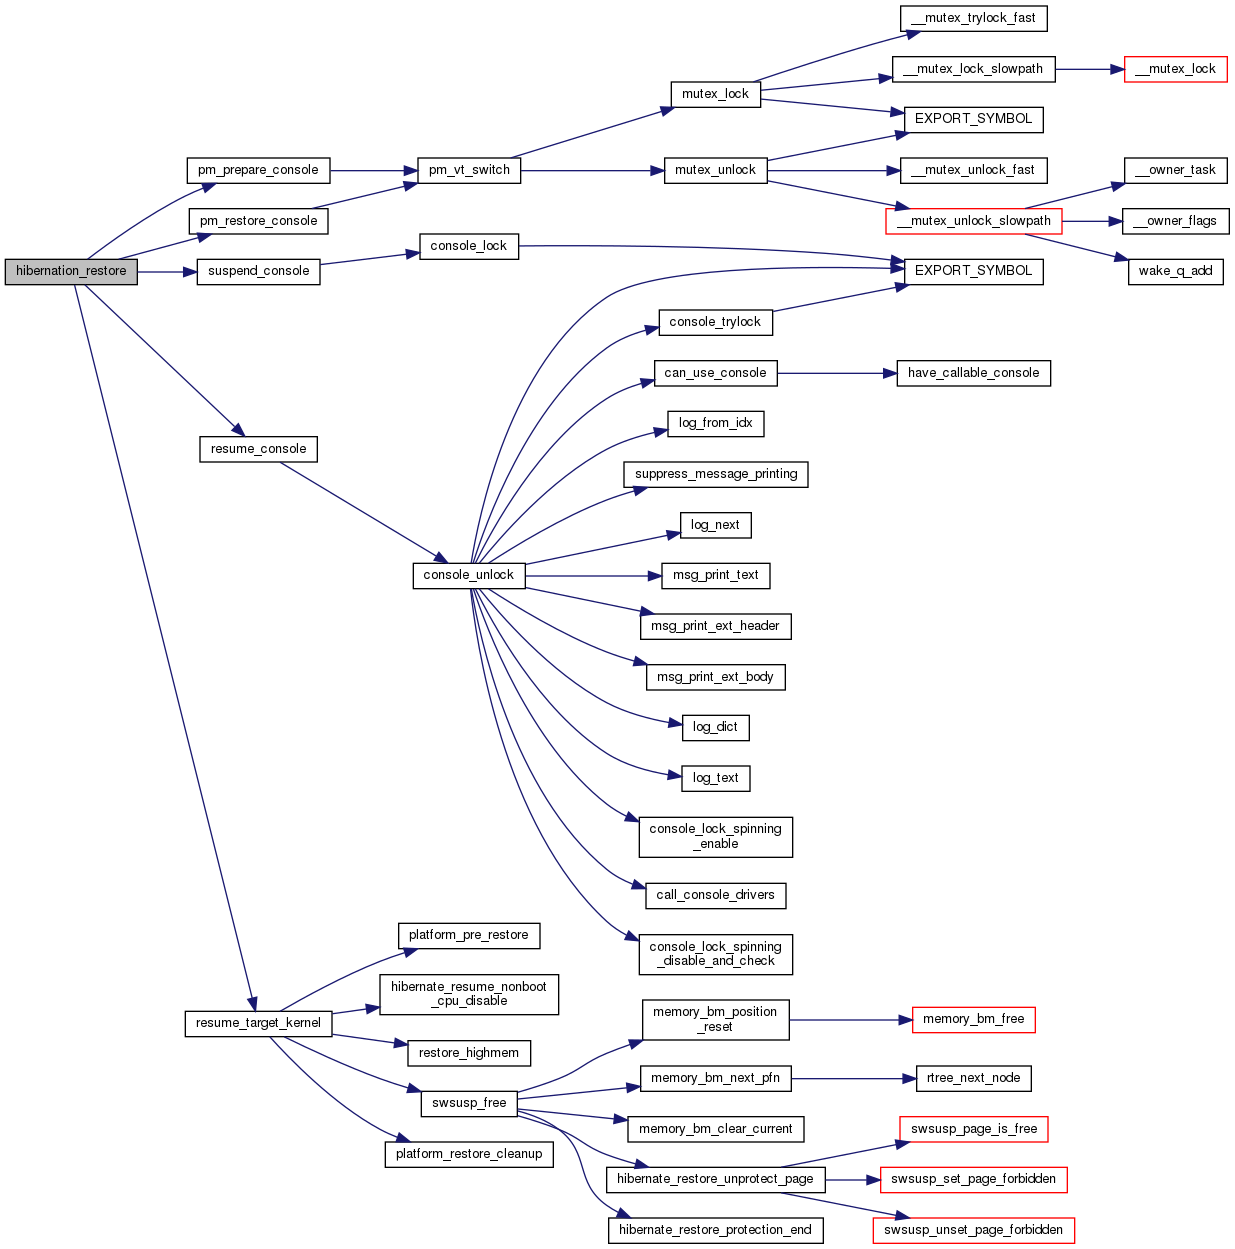 __mutex_trylock_fast
__mutex_lock_slowpath
__mutex_lock
mutex_lock
EXPORT_SYMBOL
pm_prepare_console
pm_vt_switch
mutex_unlock
__mutex_unlock_fast
__owner_task
pm_restore_console
__mutex_unlock_slowpath
__owner_flags
console_lock
hibernation_restore
suspend_console
EXPORT_SYMBOL
wake_q_add
console_trylock
can_use_console
have_callable_console
log_from_idx
resume_console
suppress_message_printing
log_next
console_unlock
msg_print_text
msg_print_ext_header
msg_print_ext_body
log_dict
log_text
console_lock_spinning
_enable
call_console_drivers
platform_pre_restore
console_lock_spinning
_disable_and_check
hibernate_resume_nonboot
_cpu_disable
resume_target_kernel
memory_bm_position
_reset
memory_bm_free
restore_highmem
memory_bm_next_pfn
rtree_next_node
swsusp_free
memory_bm_clear_current
swsusp_page_is_free
platform_restore_cleanup
hibernate_restore_unprotect_page
swsusp_set_page_forbidden
hibernate_restore_protection_end
swsusp_unset_page_forbidden